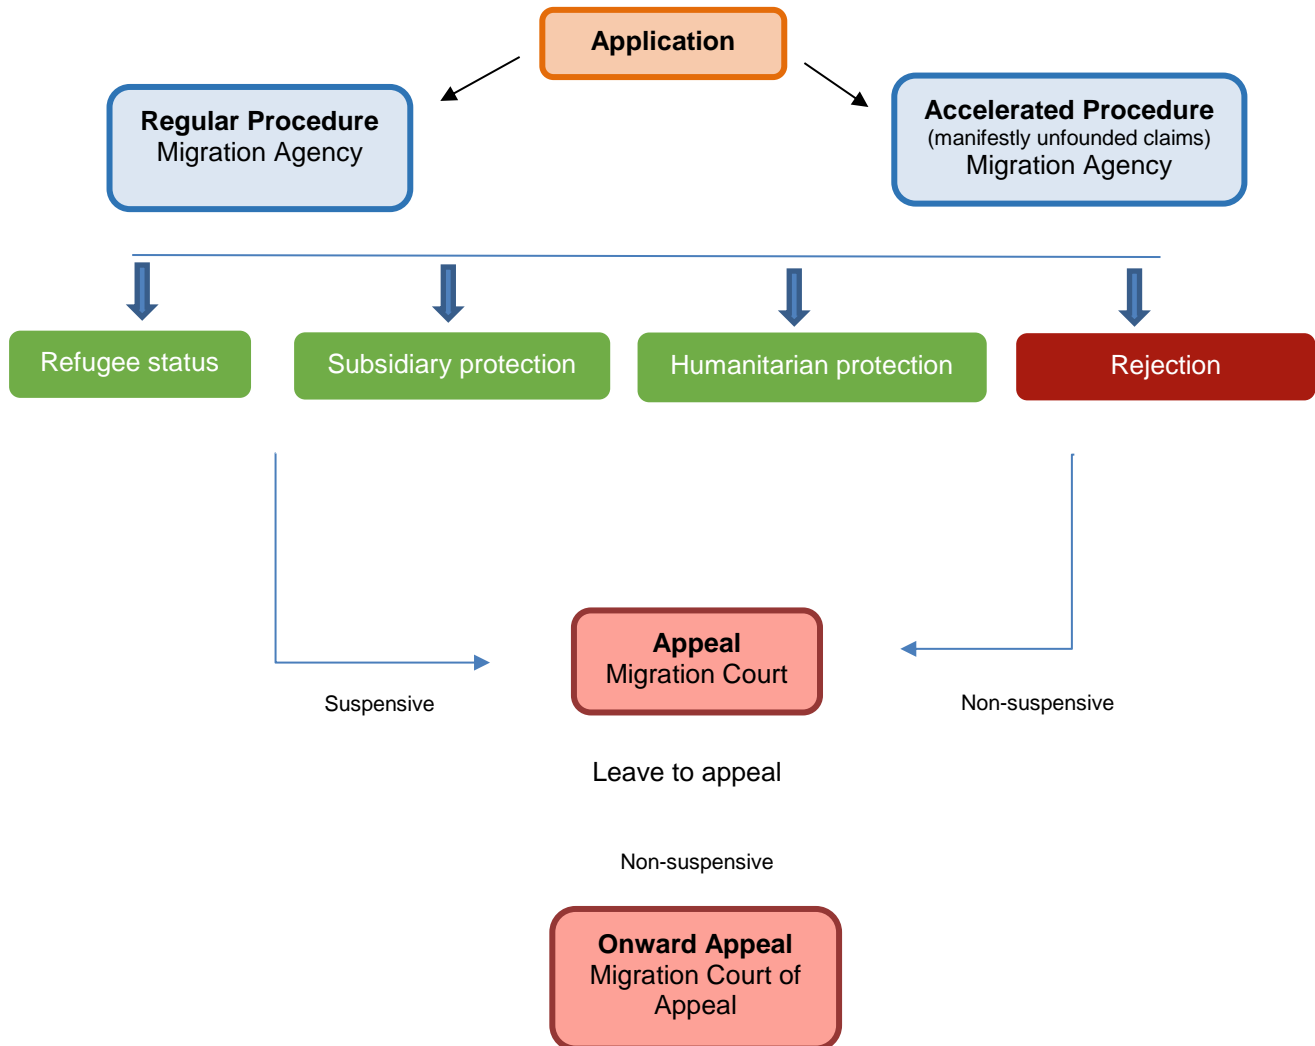 Application
Regular Procedure
Migration Agency
Accelerated Procedure
(manifestly unfounded claims)
Migration Agency
Refugee status
Subsidiary protection
Humanitarian protection
Rejection
Appeal
Migration Court
Suspensive
Non-suspensive
Leave to appeal
Non-suspensive
Onward Appeal
Migration Court of
Appeal